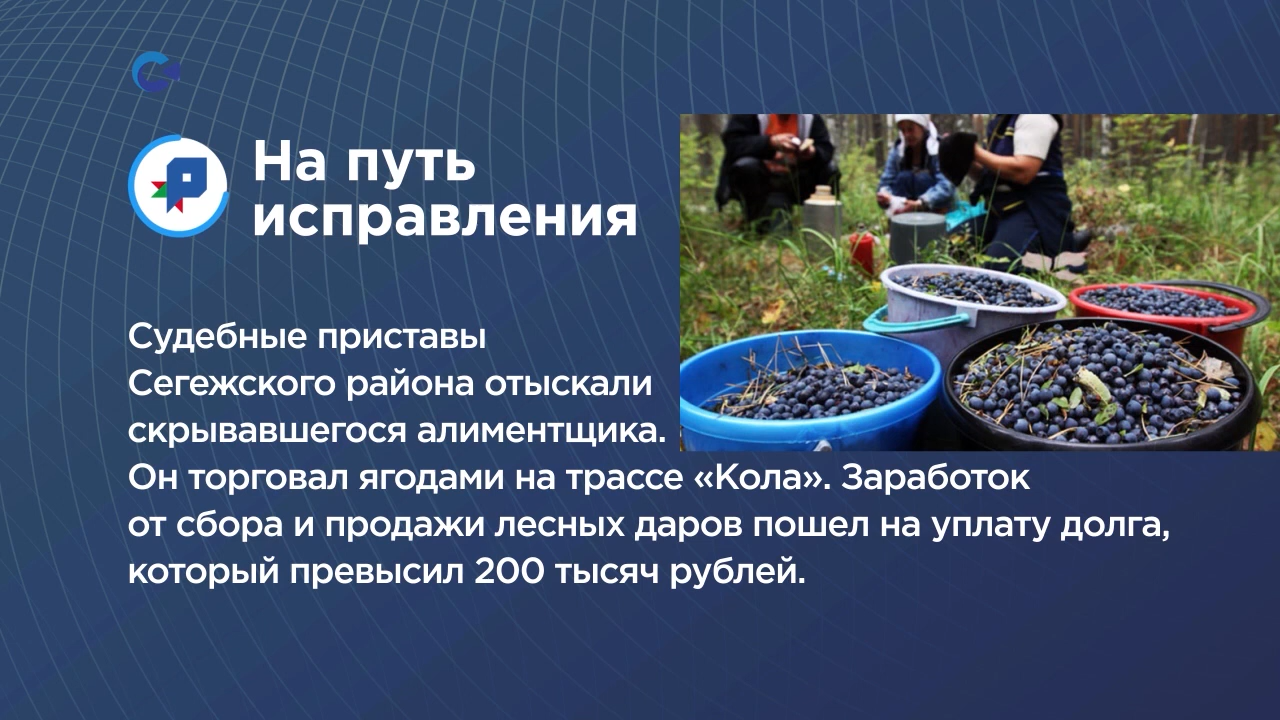 На путь
исправления
Судебные приставы
Сегежского района отыскали
скрывавшегося алиментщика.
Он торговал ягодами на трассе «Кола». Заработок
от сбора и продажи лесных даров пошел на уплату долга,
который превысил 200 тысяч рублей.